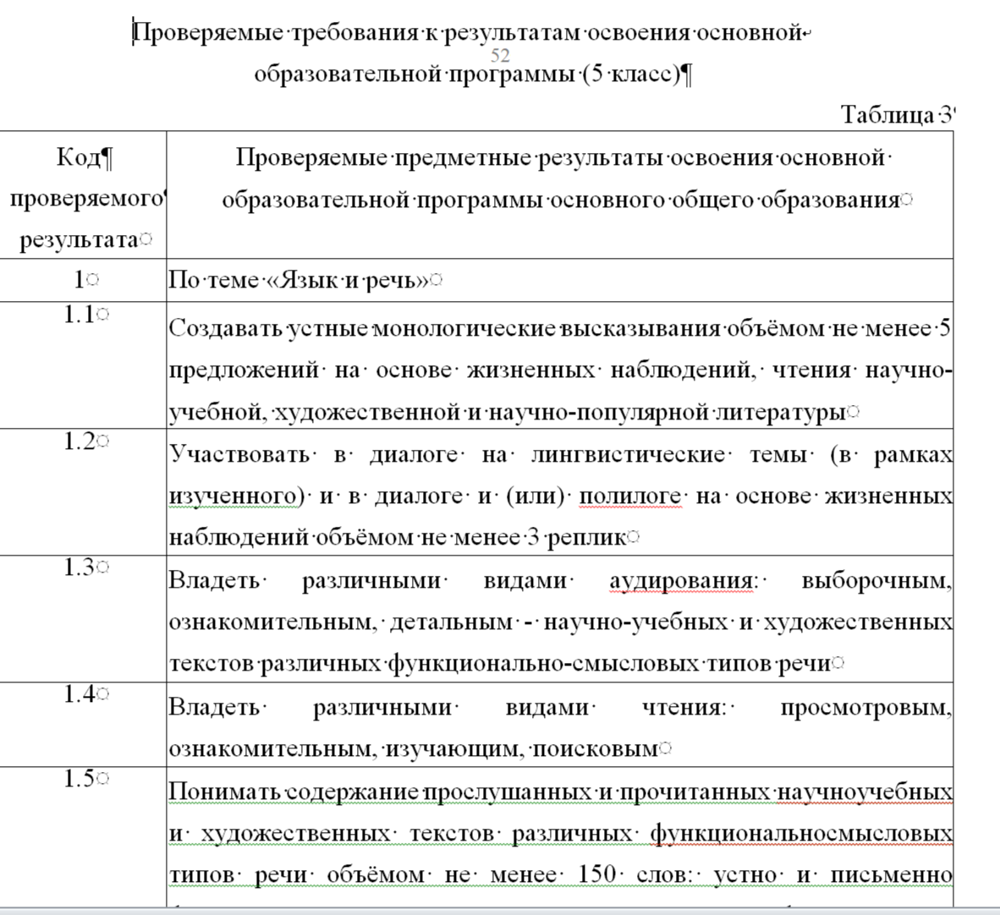 Проверяемые требования к результатам освоения основной
52
образовательной программы (5 класс)
Таблица 3
Код
проверяемого
результата
Проверяемые предметные результаты освоения основной
образовательной программы основного общего образования
1
По теме «Язык и речь»
1.1
Создавать устные монологические высказывания объёмом не менее 5
предложений на основе жизненных наблюдений, чтения научно-
учебной, художественной и научно-популярной литературы
1.2
Участвовать в диалоге на лингвистические темы (в рамках
изученного) и в диалоге и (или) полилоге на основе жизненных
наблюдений объёмом не менее 3 реплик
1.3
Владеть различными видами аудирования: выборочным,
ознакомительным, детальным - научно-учебных и художественных
текстов различных функционально-смысловых типов речи
1.4
Владеть различными видами чтения: просмотровым,
ознакомительным, изучающим, поисковым
1.5
Понимать содержание прослушанных и прочитанных научноучебных
и художественных текстов различных функциональносмысловых
типов речи объёмом не менее 150 слов: устно и письменно